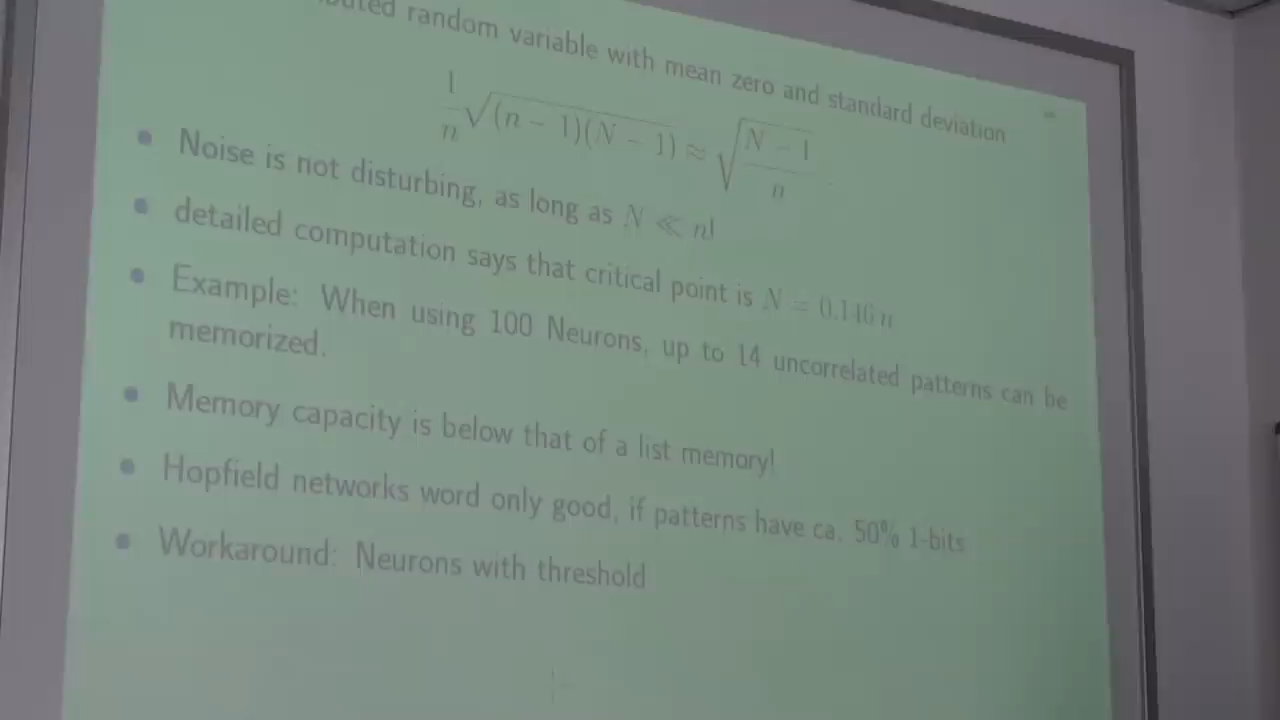 random variable with mean zero and standard deviation
1/n √(n − 1)(N − 1) ≈ √(N − 1)/n
• Noise is not disturbing, as long as N ≪ n!
• detailed computation says that critical point is N = 0.146 n
• Example: When using 100 Neurons, up to 14 uncorrelated patterns can be
memorized.
• Memory capacity is below that of a list memory!
• Hopfield networks word only good, if patterns have ca. 50% 1-bits
• Workaround: Neurons with threshold